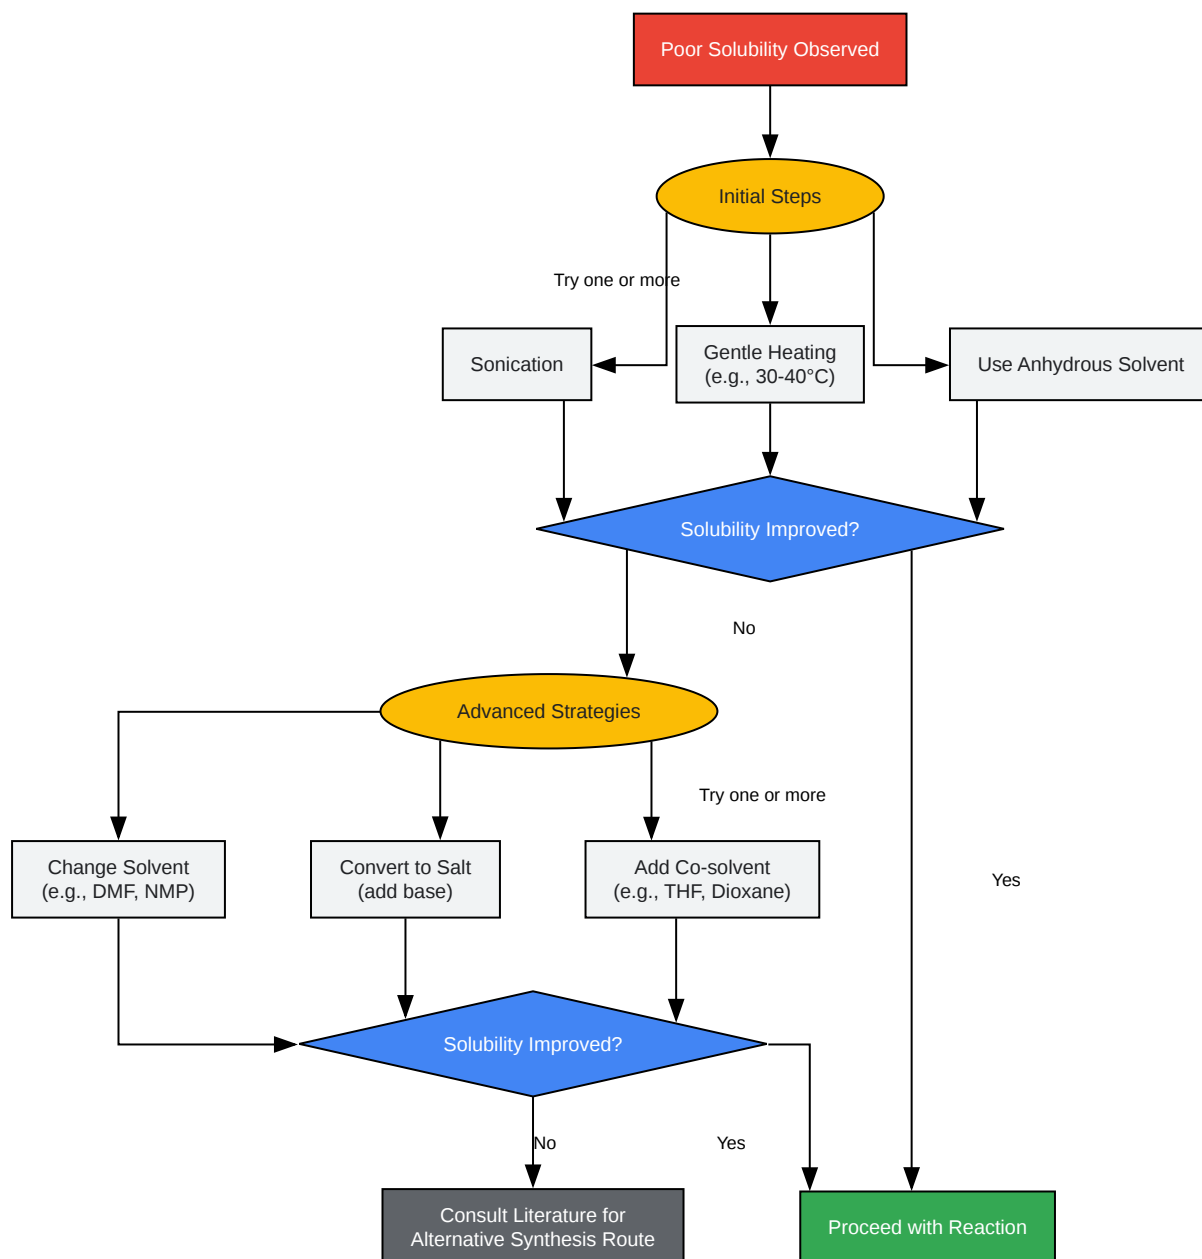 Poor Solubility Observed
Initial Steps
Try one or more
Sonication
Gentle Heating
(e.g., 30-40°C)
Use Anhydrous Solvent
Solubility Improved?
No
Advanced Strategies
Try one or more
Change Solvent
(e.g., DMF, NMP)
Convert to Salt
(add base)
Add Co-solvent
(e.g., THF, Dioxane)
Yes
Solubility Improved?
No
Yes
Consult Literature for
Alternative Synthesis Route
Proceed with Reaction